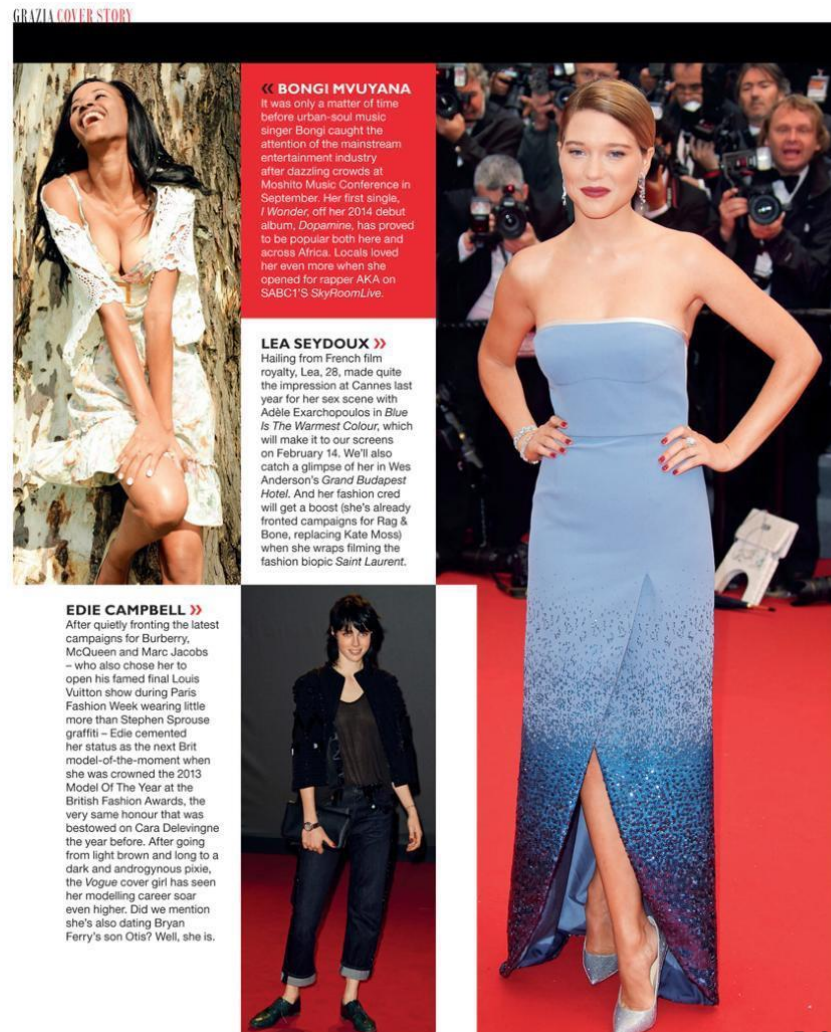 GRAZIA COVER STORY
« BONGI MVUYANA
It was only a matter of time
before urban-soul music
singer Bongi caught the
attention of the mainstream
entertainment industry
after dazzling crowds at
Moshito Music Conference in
September. Her first single,
I Wonder, off her 2014 debut
album, Dopamine, has proved
to be popular both here and
across Africa. Locals loved
her even more when she
opened for rapper AKA on
SABC1'S SkyRoomLive.
LEA SEYDOUX »
Hailing from French film
royalty, Lea, 28, made quite
the impression at Cannes last
year for her sex scene with
Adèle Exarchopoulos in Blue
Is The Warmest Colour, which
will make it to our screens
on February 14. We'll also
catch a glimpse of her in Wes
Anderson's Grand Budapest
Hotel. And her fashion cred
will get a boost (she's already
fronted campaigns for Rag &
Bone, replacing Kate Moss)
when she wraps filming the
fashion biopic Saint Laurent.
EDIE CAMPBELL »
After quietly fronting the latest
campaigns for Burberry,
McQueen and Marc Jacobs
– who also chose her to
open his famed final Louis
Vuitton show during Paris
Fashion Week wearing little
more than Stephen Sprouse
graffiti – Edie cemented
her status as the next Brit
model-of-the-moment when
she was crowned the 2013
Model Of The Year at the
British Fashion Awards, the
very same honour that was
bestowed on Cara Delevingne
the year before. After going
from light brown and long to a
dark and androgynous pixie,
the Vogue cover girl has seen
her modelling career soar
even higher. Did we mention
she's also dating Bryan
Ferry's son Otis? Well, she is.